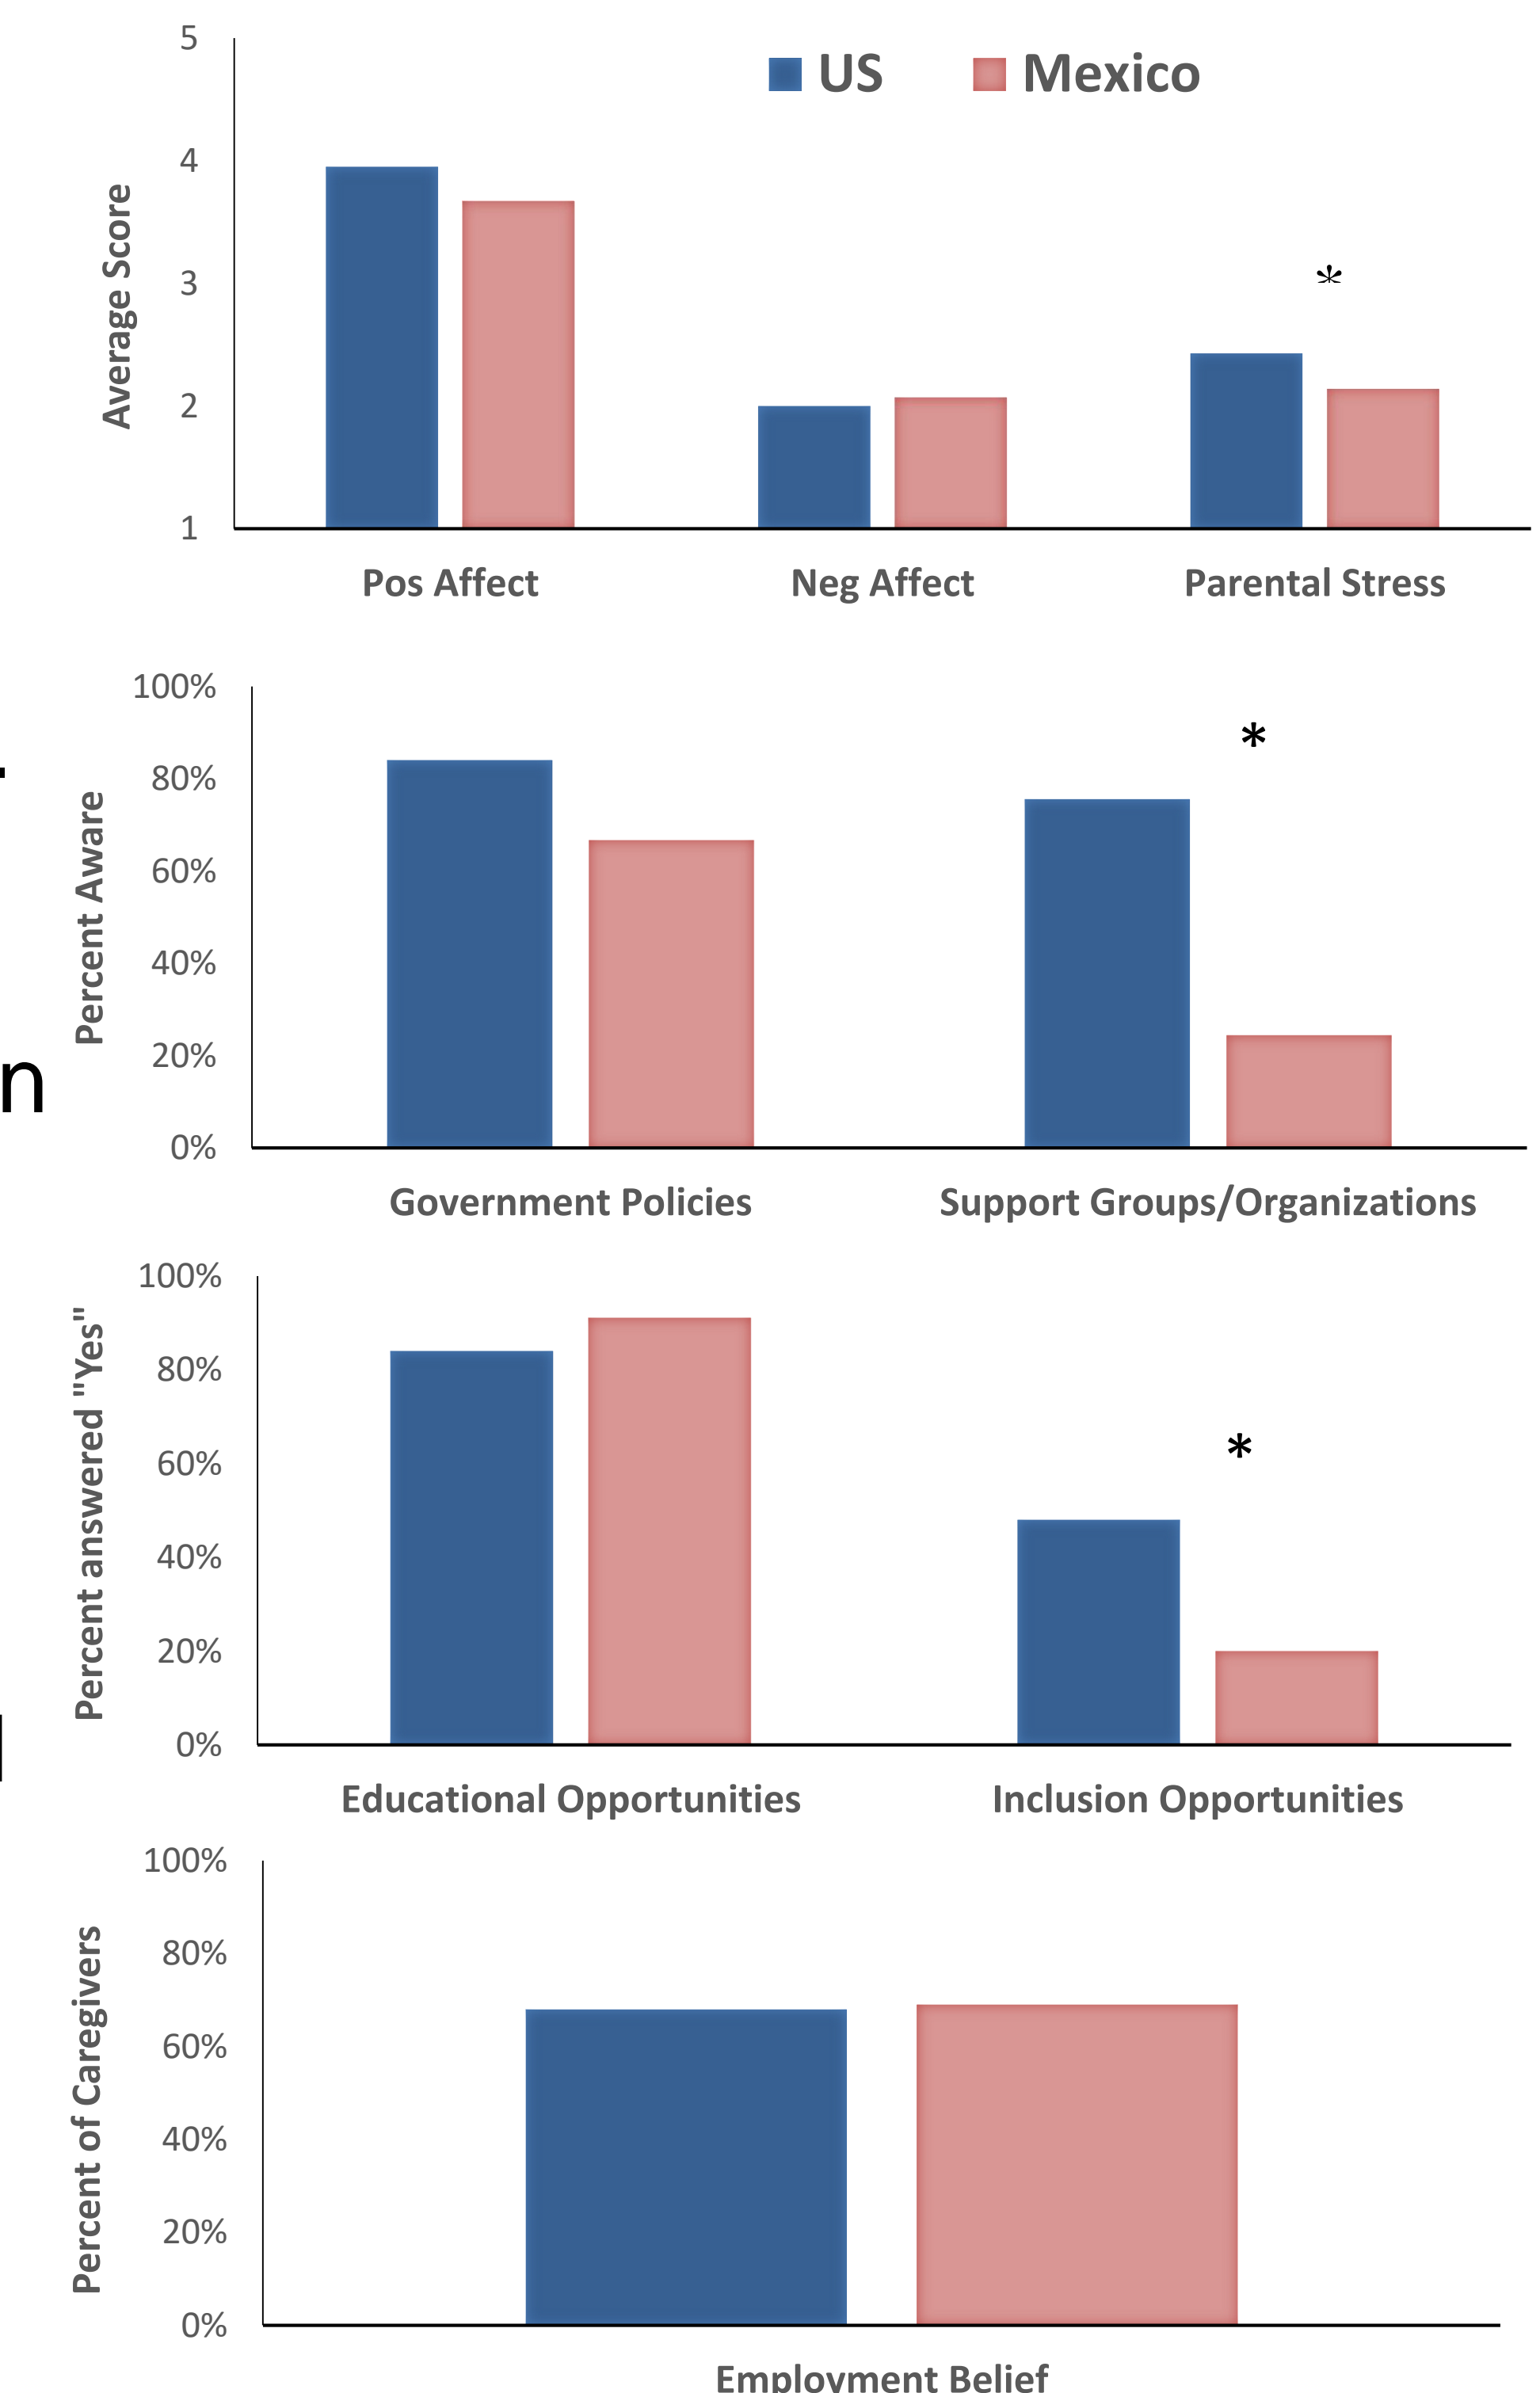 5
US Mexico
4
3
2
1
Average Score
*
Pos Affect Neg Affect Parental Stress
100%
80%
60%
40%
20%
0%
Percent Aware
*
Government Policies Support Groups/Organizations
n
100%
80%
60%
40%
20%
0%
Percent answered "Yes"
*
Educational Opportunities Inclusion Opportunities
100%
80%
60%
40%
20%
0%
Percent of Caregivers
Employment Belief